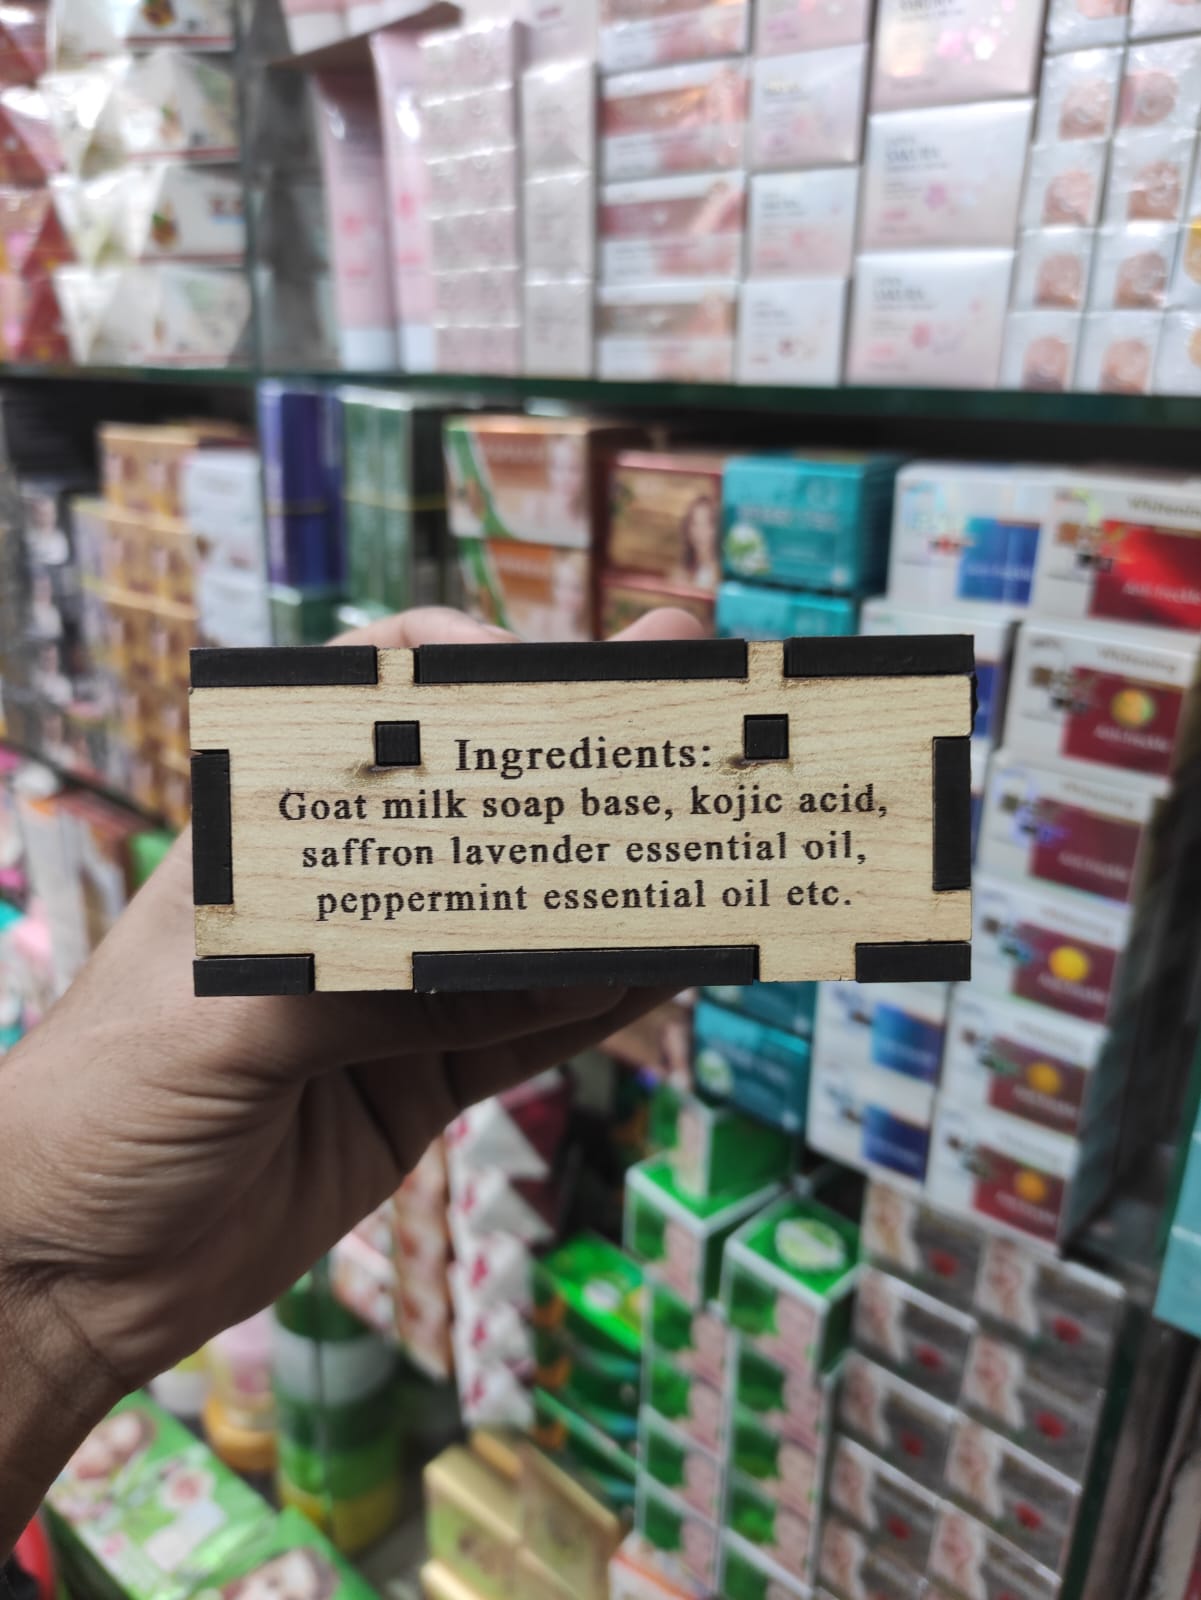 Ingredients:
Goat milk soap base, kojic acid,
saffron lavender essential oil,
peppermint essential oil etc.